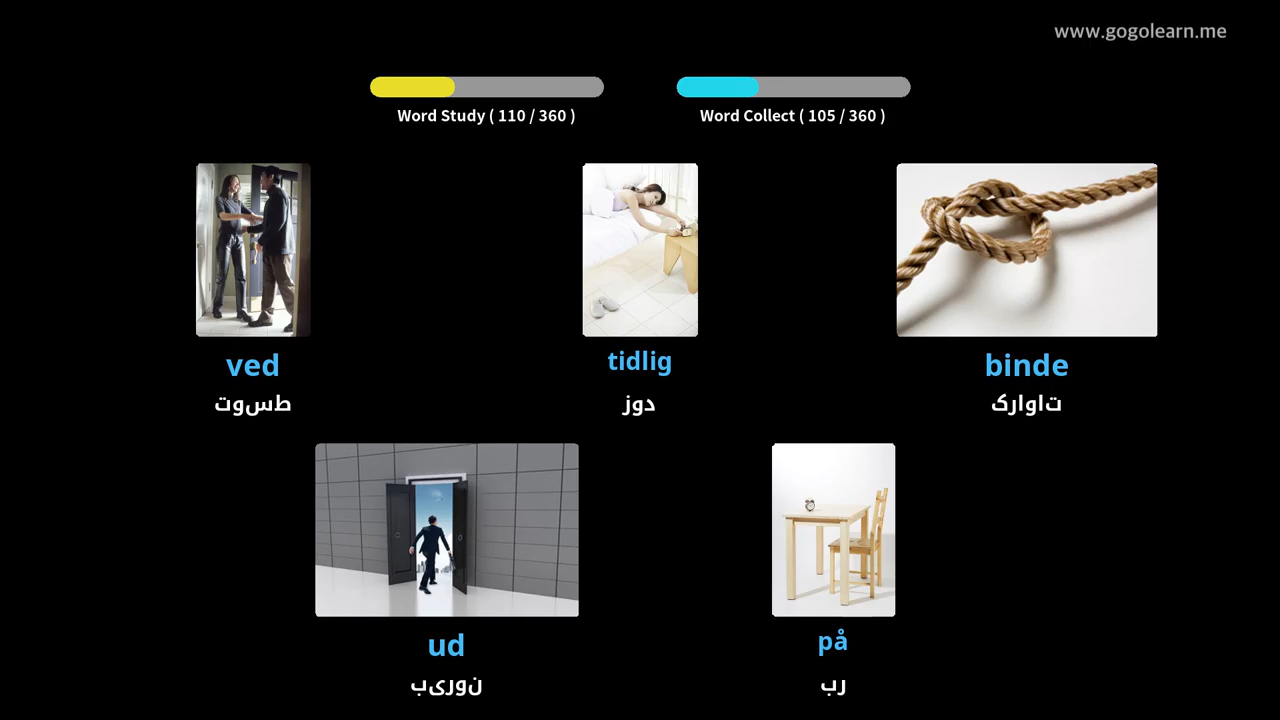 www.gogolearn.me
Word Study ( 110 / 360 )
Word Collect ( 105 / 360 )
ved
طسوت
tidlig
دوز
binde
تاوارک
ud
نوریب
på
رب